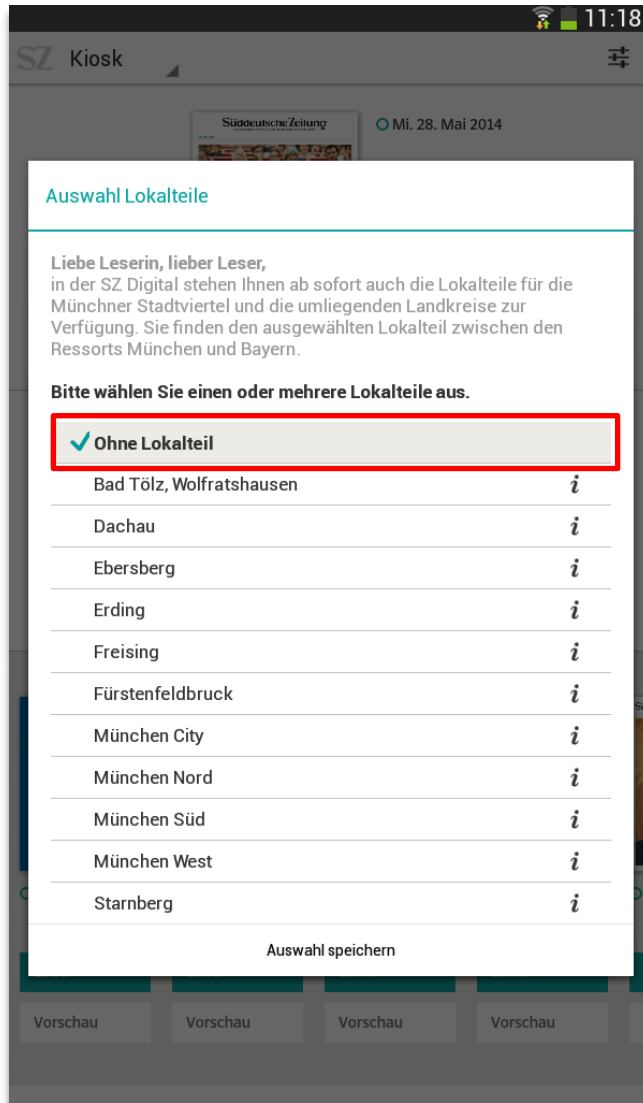 11:18
SZ Kiosk
Süddeutsche Zeitung
Mi. 28. Mai 2014
Auswahl Lokalteile
Liebe Leserin, lieber Leser,
in der SZ Digital stehen Ihnen ab sofort auch die Lokalteile für die
Münchner Stadtviertel und die umliegenden Landkreise zur
Verfügung. Sie finden den ausgewählten Lokalteil zwischen den
Ressorts München und Bayern.
Bitte wählen Sie einen oder mehrere Lokalteile aus.
Ohne Lokalteil
Bad Tölz, Wolfratshausen i
Dachau i
Ebersberg i
Erding i
Freising i
Fürstenfeldbruck i
München City i
München Nord i
München Süd i
München West i
Starnberg i
Auswahl speichern
Vorschau Vorschau Vorschau Vorschau